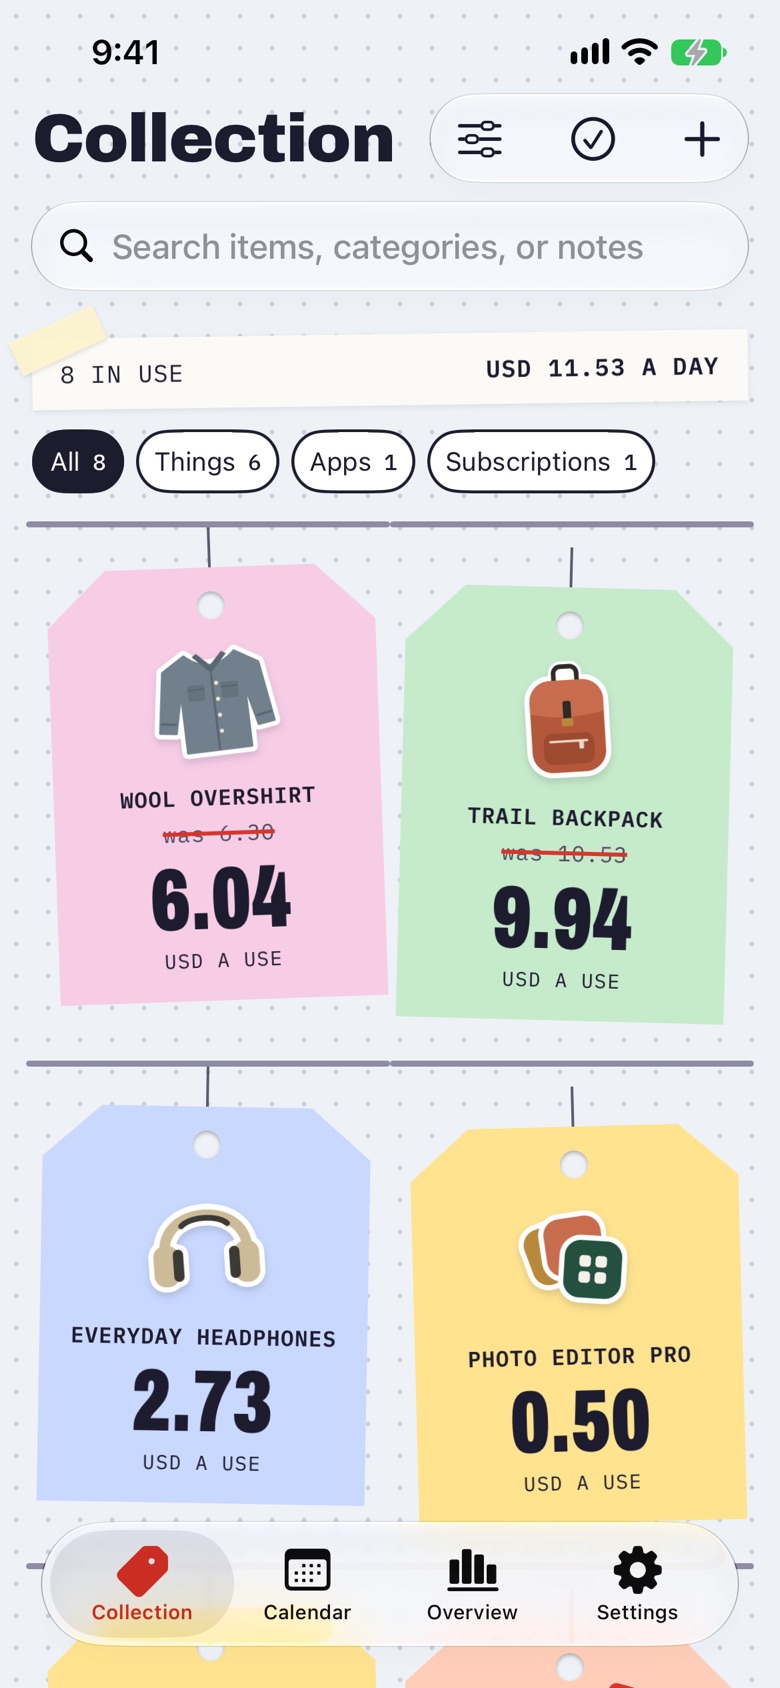 9:41
Collection
Search items, categories, or notes
8 IN USE
USD 11.53 A DAY
All 8
Things 6
Apps 1
Subscriptions 1
WOOL OVERSHIRT
was 6.30
6.04
USD A USE
TRAIL BACKPACK
was 10.53
9.94
USD A USE
EVERYDAY HEADPHONES
2.73
USD A USE
PHOTO EDITOR PRO
0.50
USD A USE
Collection
Calendar
Overview
Settings